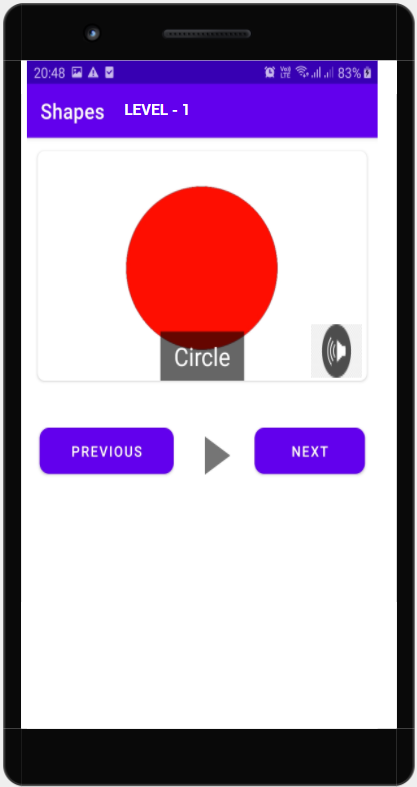 20:48 83%
Shapes LEVEL - 1
Circle
PREVIOUS NEXT